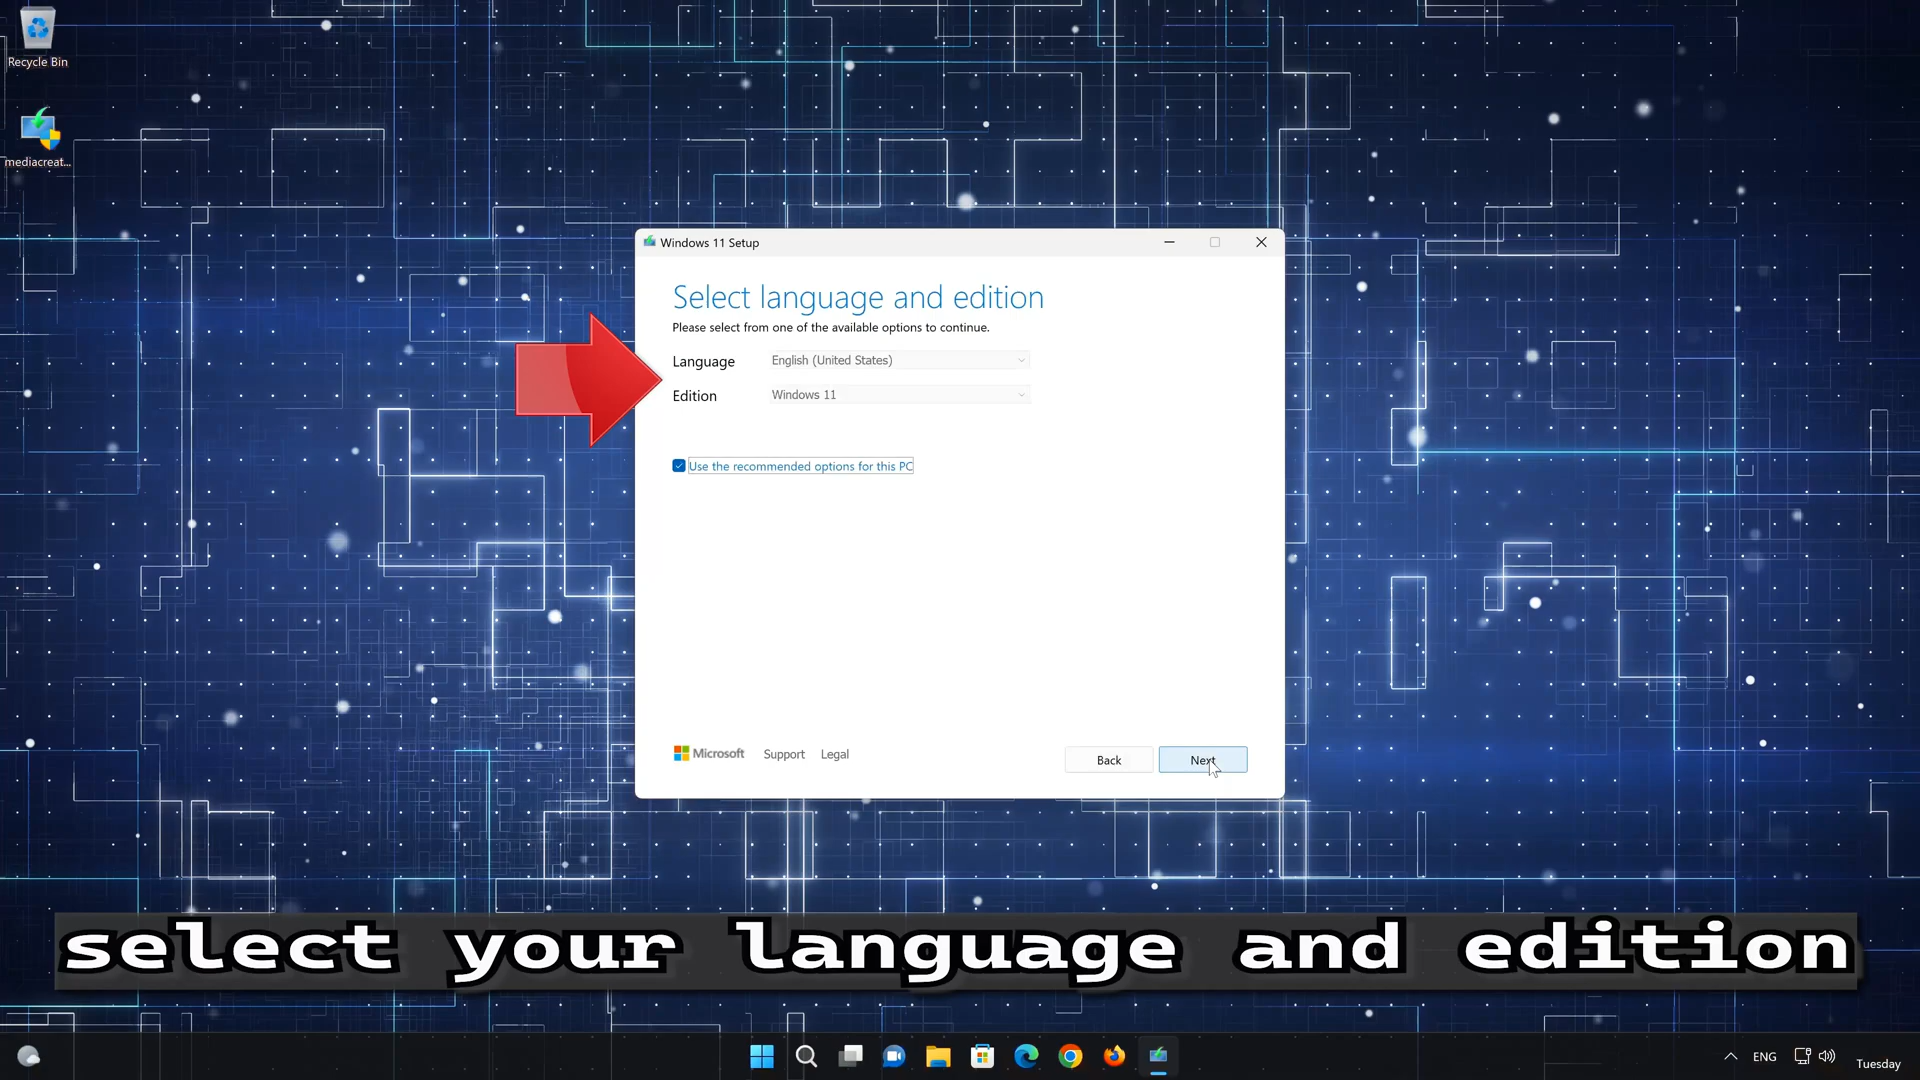 Recycle Bin
mediacreat...
Windows 11 Setup
Select language and edition
Please select from one of the available options to continue.
Language
English (United States)
Edition
Windows 11
Use the recommended options for this PC
Microsoft
Support
Legal
Back
Next
select your language and edition
ENG
Tuesday